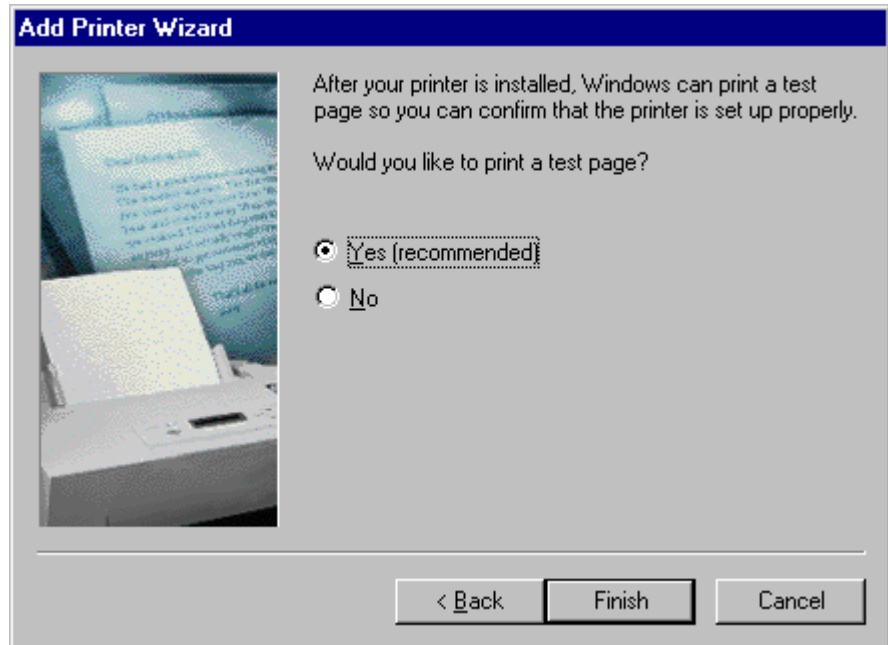 Add Printer Wizard
After your printer is installed, Windows can print a test
page so you can confirm that the printer is set up properly.
Would you like to print a test page?
Yes (recommended)
No
< Back
Finish
Cancel